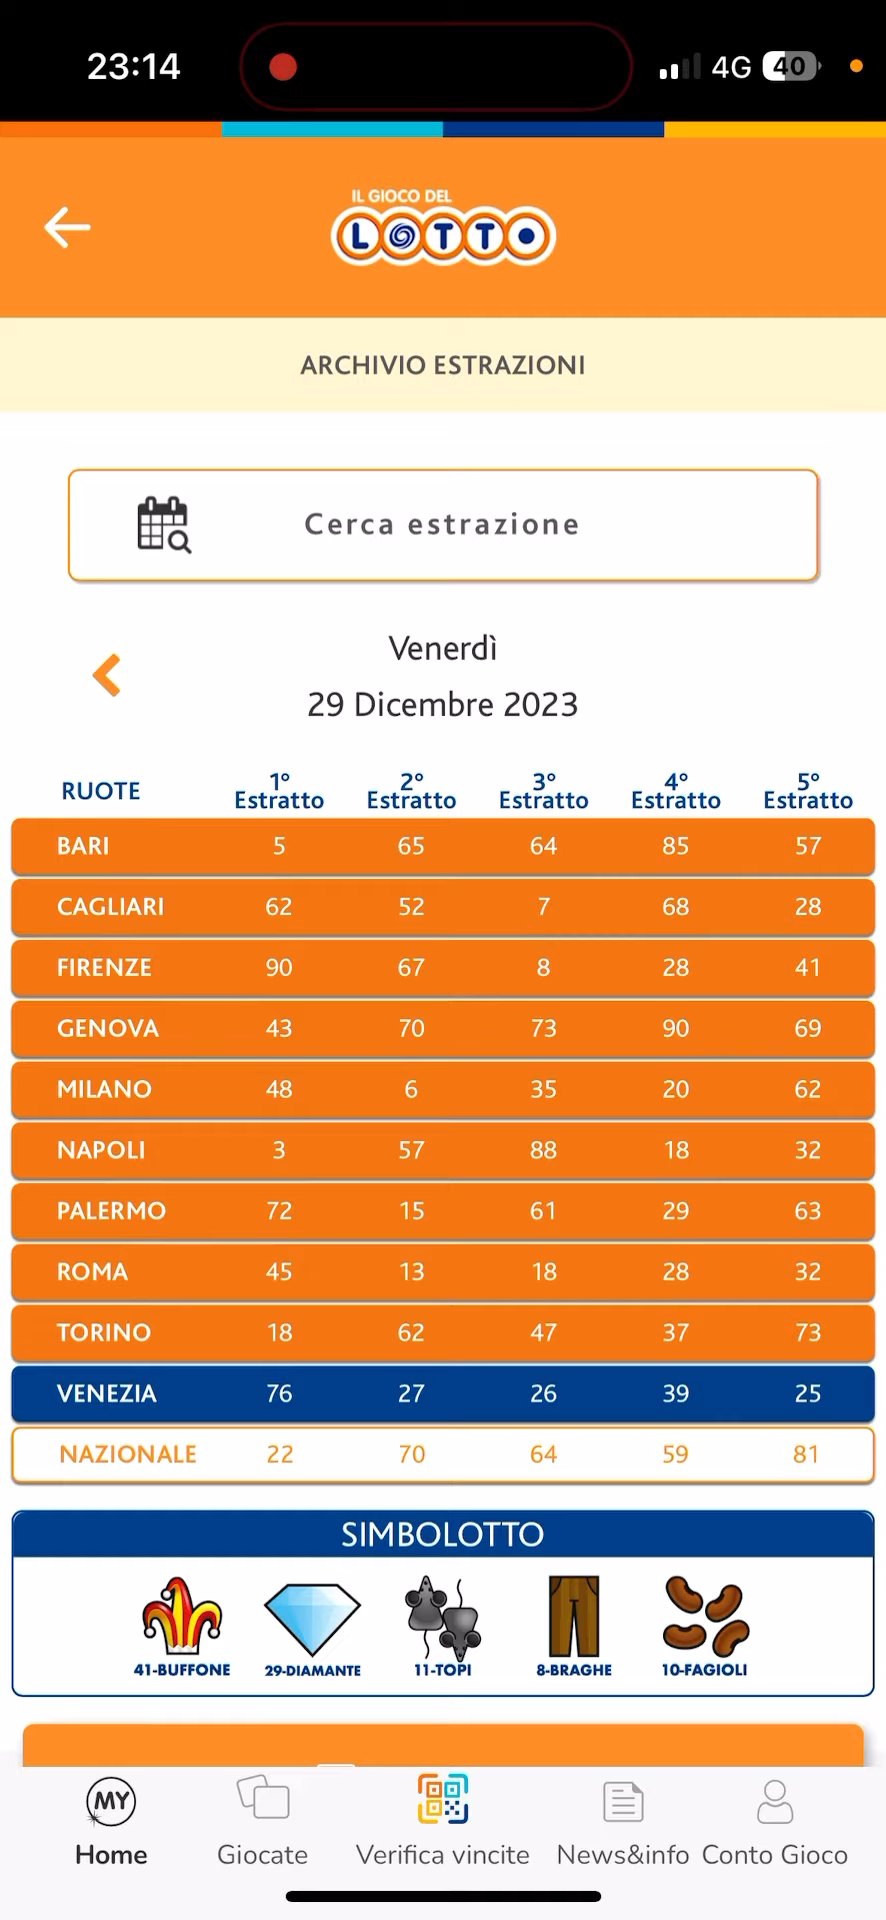 23:14
4G 40
IL GIOCO DEL
LOTTO
ARCHIVIO ESTRAZIONI
Cerca estrazione
Venerdì
29 Dicembre 2023
RUOTE 1° Estratto 2° Estratto 3° Estratto 4° Estratto 5° Estratto
BARI 5 65 64 85 57
CAGLIARI 62 52 7 68 28
FIRENZE 90 67 8 28 41
GENOVA 43 70 73 90 69
MILANO 48 6 35 20 62
NAPOLI 3 57 88 18 32
PALERMO 72 15 61 29 63
ROMA 45 13 18 28 32
TORINO 18 62 47 37 73
VENEZIA 76 27 26 39 25
NAZIONALE 22 70 64 59 81
SIMBOLOTTO
41-BUFFONE 29-DIAMANTE 11-TOPI 8-BRAGHE 10-FAGIOLI
MY
Home Giocate Verifica vincite News&info Conto Gioco